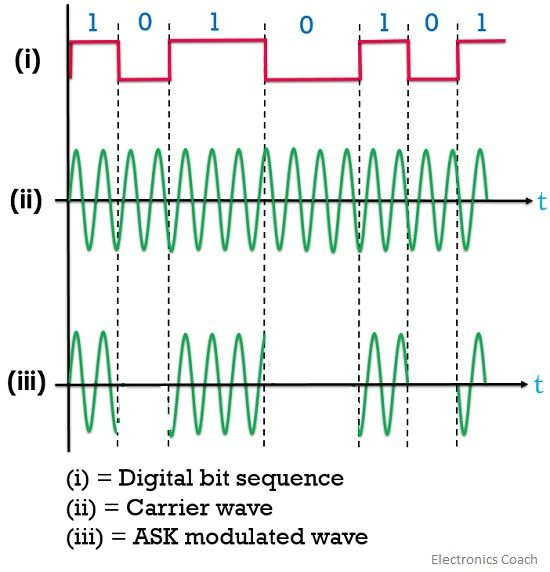 1 0 1 0 1 0 1
(i)
(ii) t
(iii) t
(i) = Digital bit sequence
(ii) = Carrier wave
(iii) = ASK modulated wave
Electronics Coach